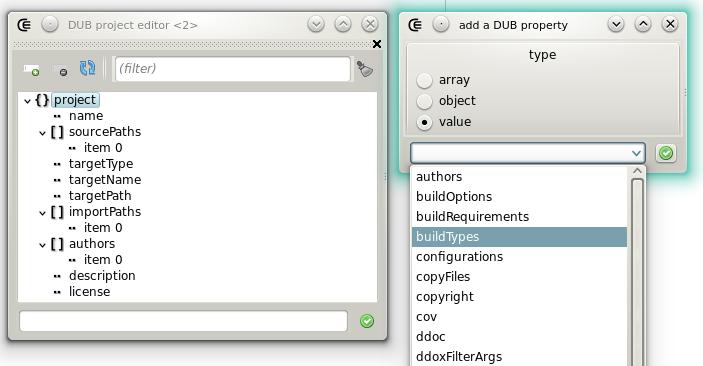 DUB project editor <2>
(filter)
{} project
name
[] sourcePaths
item 0
targetType
targetName
targetPath
[] importPaths
item 0
[] authors
item 0
description
license
add a DUB property
type
array
object
value
authors
buildOptions
buildRequirements
buildTypes
configurations
copyFiles
copyright
cov
ddoc
ddoxFilterArgs